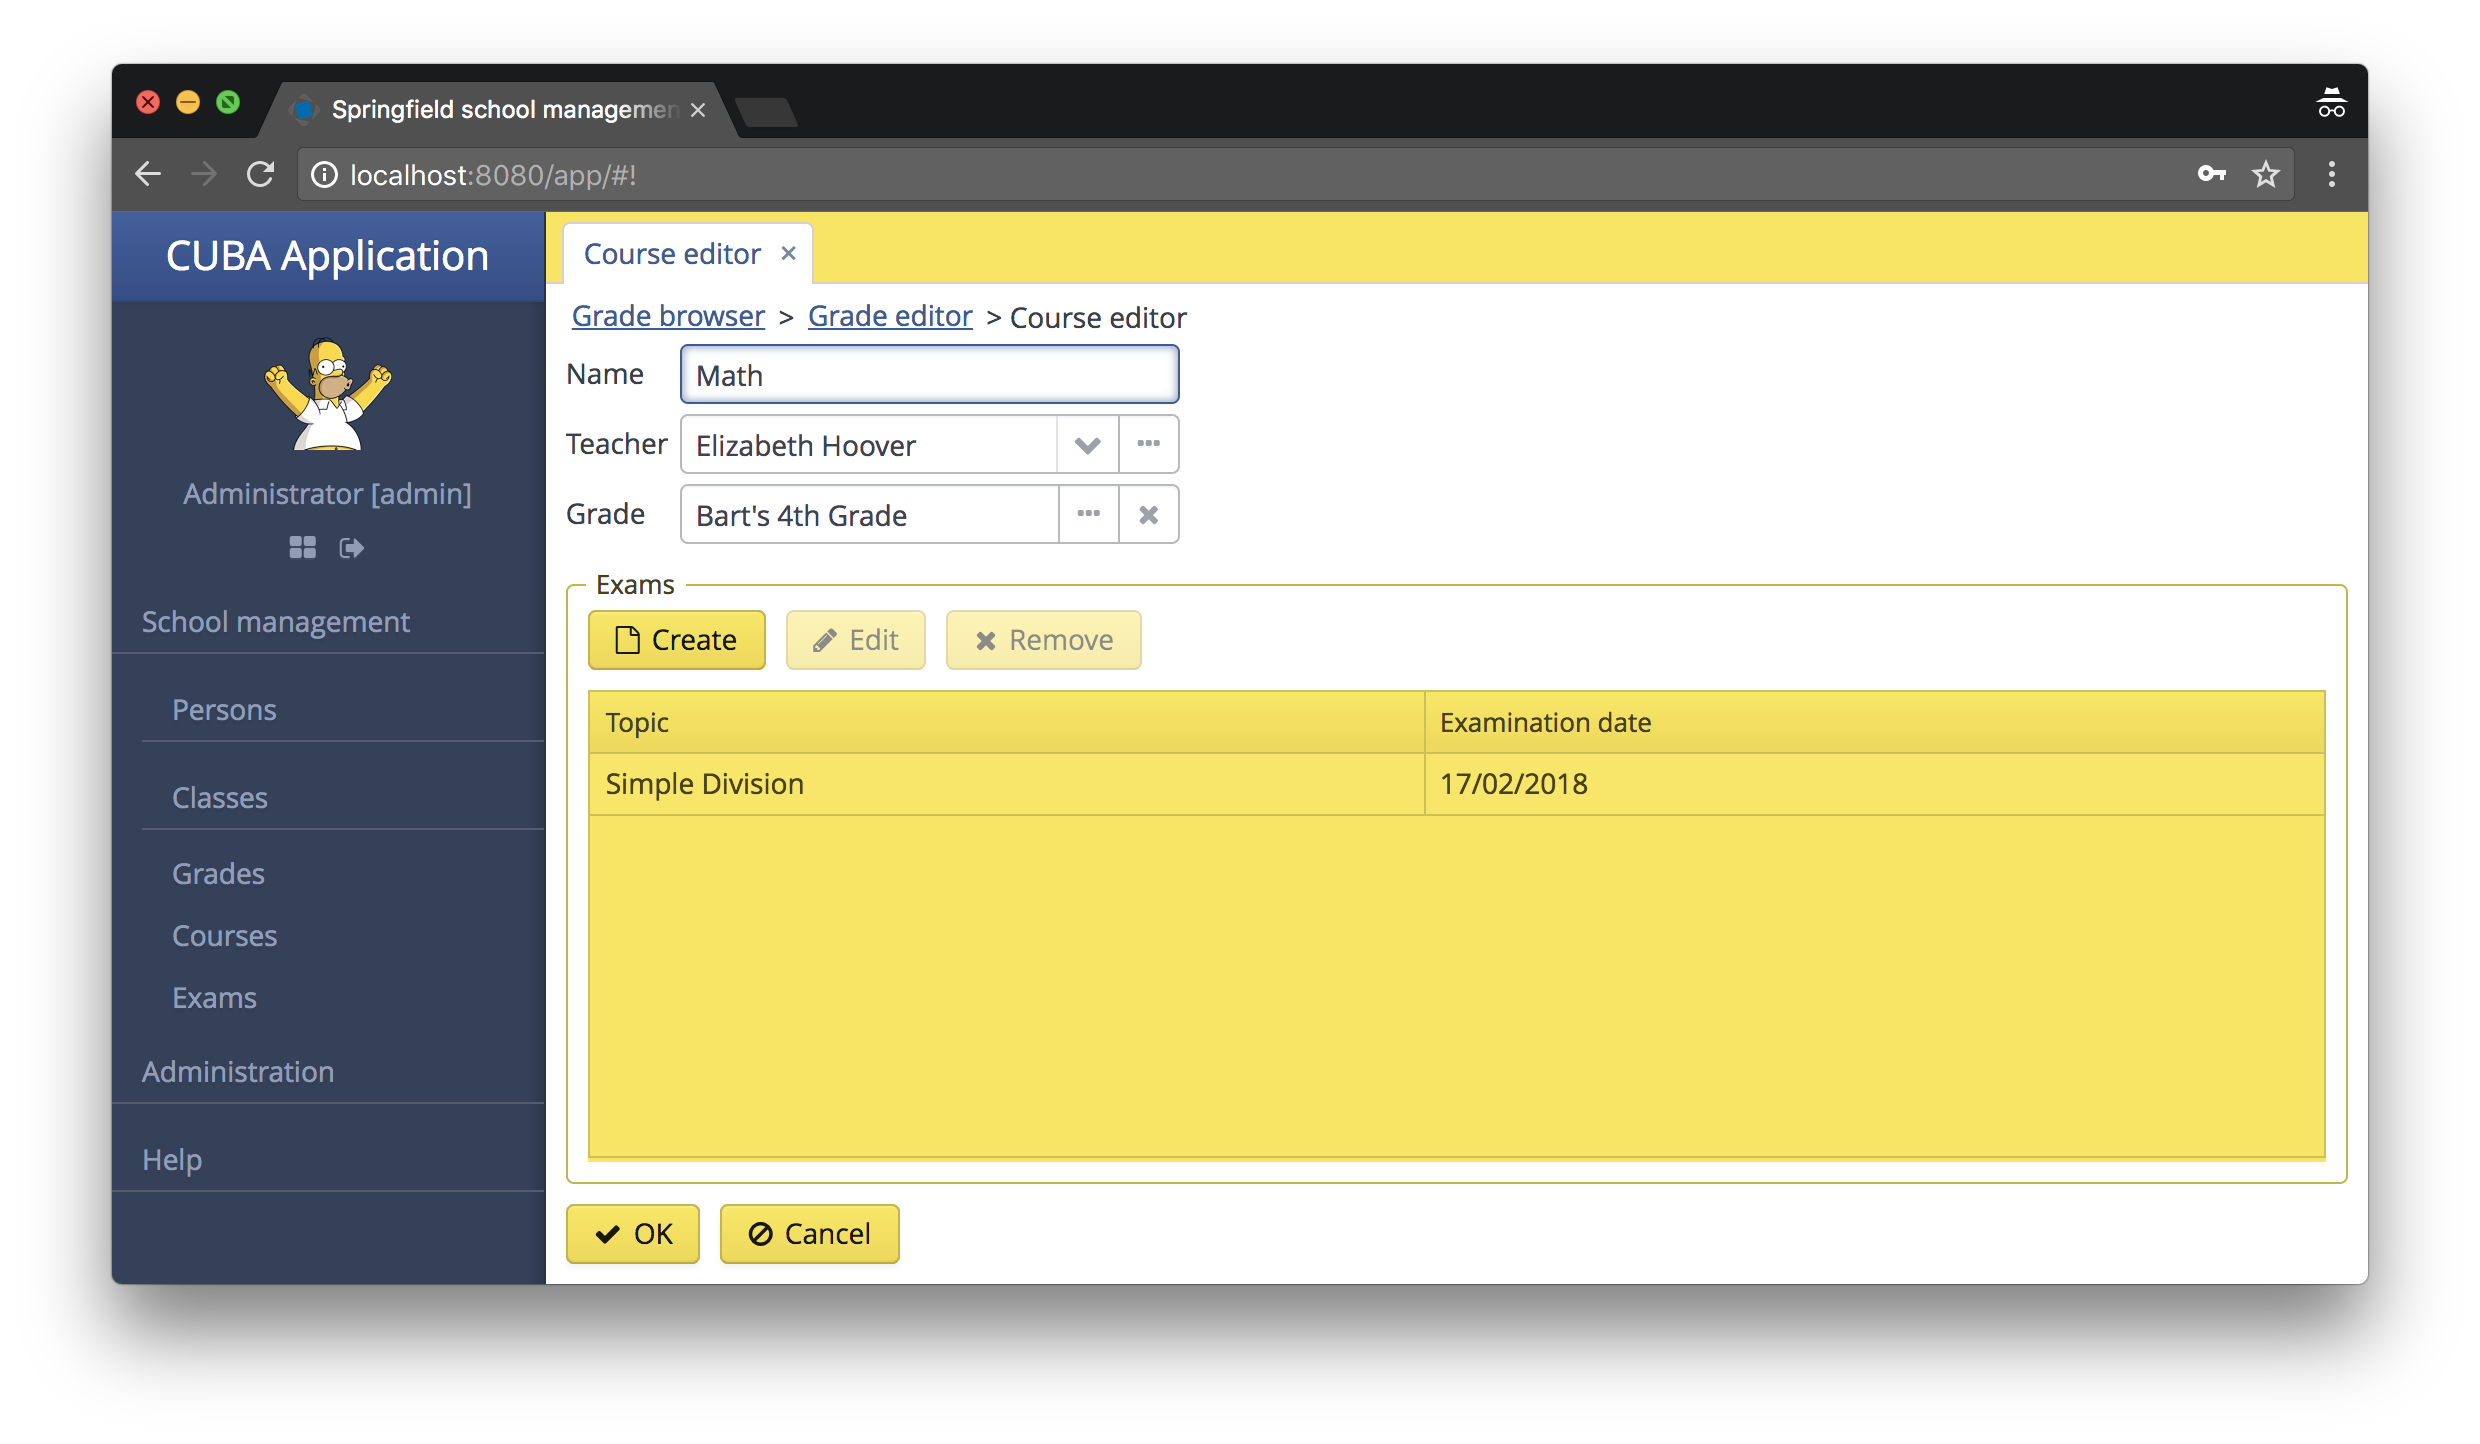 Springfield school managemen
localhost:8080/app/#!
CUBA Application
Administrator [admin]
School management
Persons
Classes
Grades
Courses
Exams
Administration
Help
Course editor
Grade browser > Grade editor > Course editor
Name Math
Teacher Elizabeth Hoover
Grade Bart's 4th Grade
Exams
Create Edit Remove
Topic Examination date
Simple Division 17/02/2018
OK Cancel